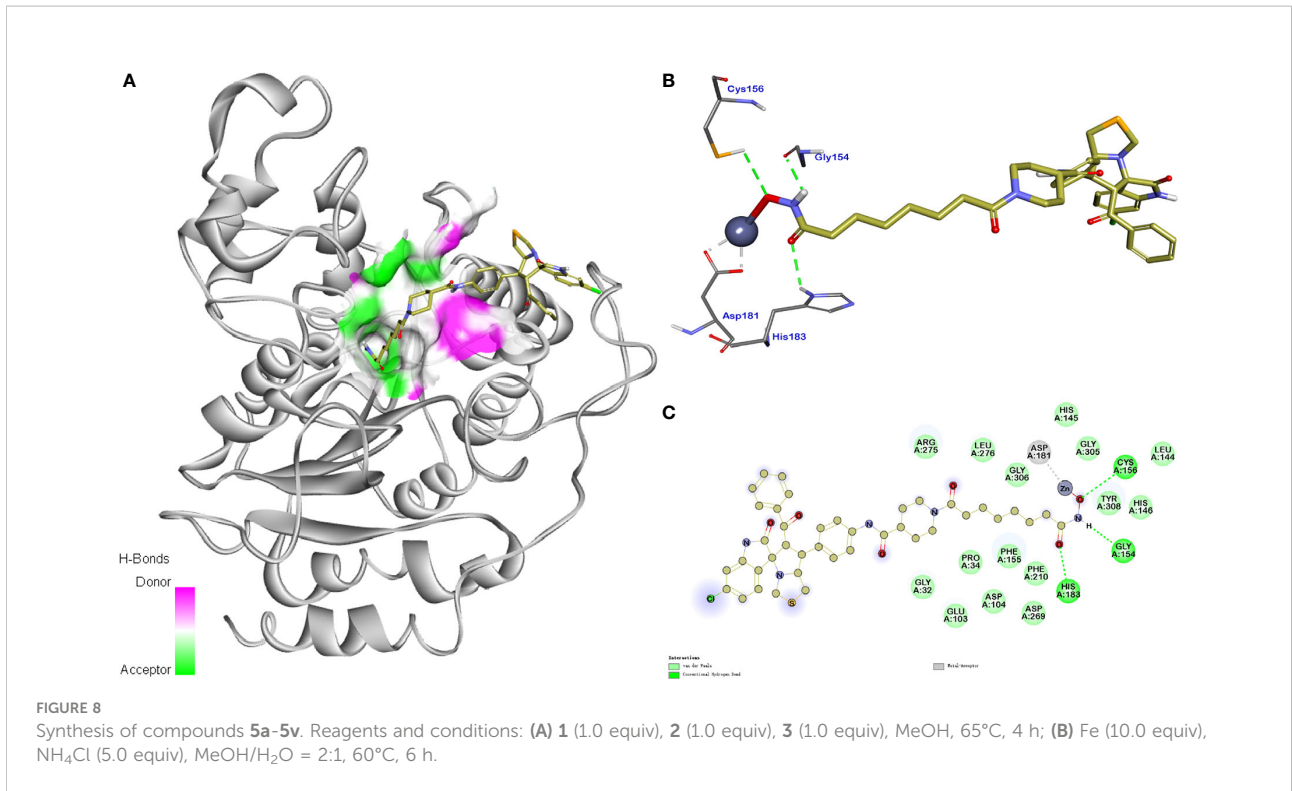 A
H-Bonds
Donor
Acceptor
B
Cys156
Gly154
Asp181
His183
C
HIS
A:145
ARG
A:275
LEU
A:276
ASP
A:181
GLY
A:305
LEU
A:144
GLY
A:306
CYS
A:156
Zn
O
TYR
A:308
HIS
A:146
N
H
O
O
O
N
O
N
N
O
GLY
A:154
PRO
A:34
PHE
A:155
PHE
A:210
HIS
A:183
GLY
A:32
GLU
A:103
ASP
A:104
ASP
A:269
N
Cl
S
Interactions
van der Waals
Conventional Hydrogen Bond
Metal-Acceptor
FIGURE 8
Synthesis of compounds 5a-5v. Reagents and conditions: (A) 1 (1.0 equiv), 2 (1.0 equiv), 3 (1.0 equiv), MeOH, 65°C, 4 h; (B) Fe (10.0 equiv),
NH₄Cl (5.0 equiv), MeOH/H₂O = 2:1, 60°C, 6 h.